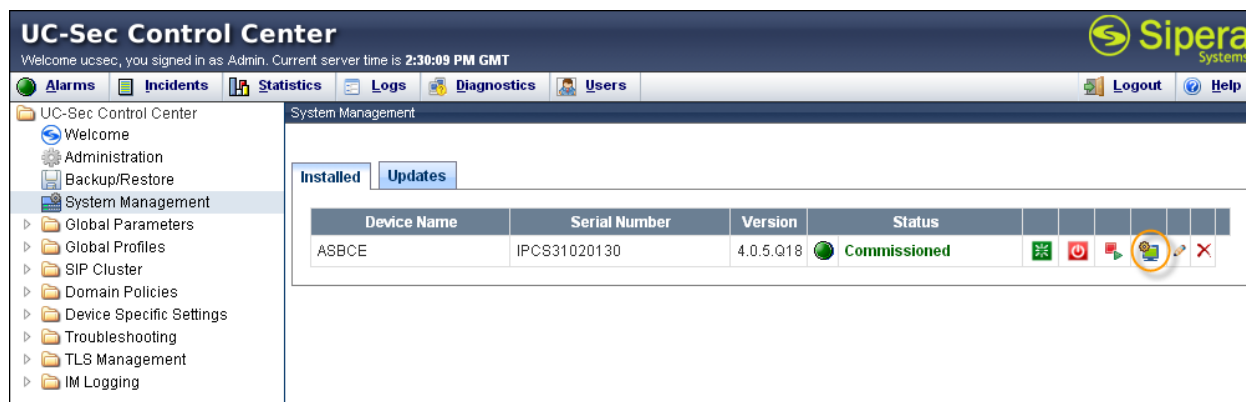 UC-Sec Control Center
Welcome ucsec, you signed in as Admin. Current server time is 2:30:09 PM GMT
Sipera
Systems
Alarms Incidents Statistics Logs Diagnostics Users Logout Help
UC-Sec Control Center
Welcome
Administration
Backup/Restore
System Management
Global Parameters
Global Profiles
SIP Cluster
Domain Policies
Device Specific Settings
Troubleshooting
TLS Management
IM Logging
System Management
Installed Updates
Device Name Serial Number Version Status
ASBCE IPCS31020130 4.0.5.Q18 Commissioned